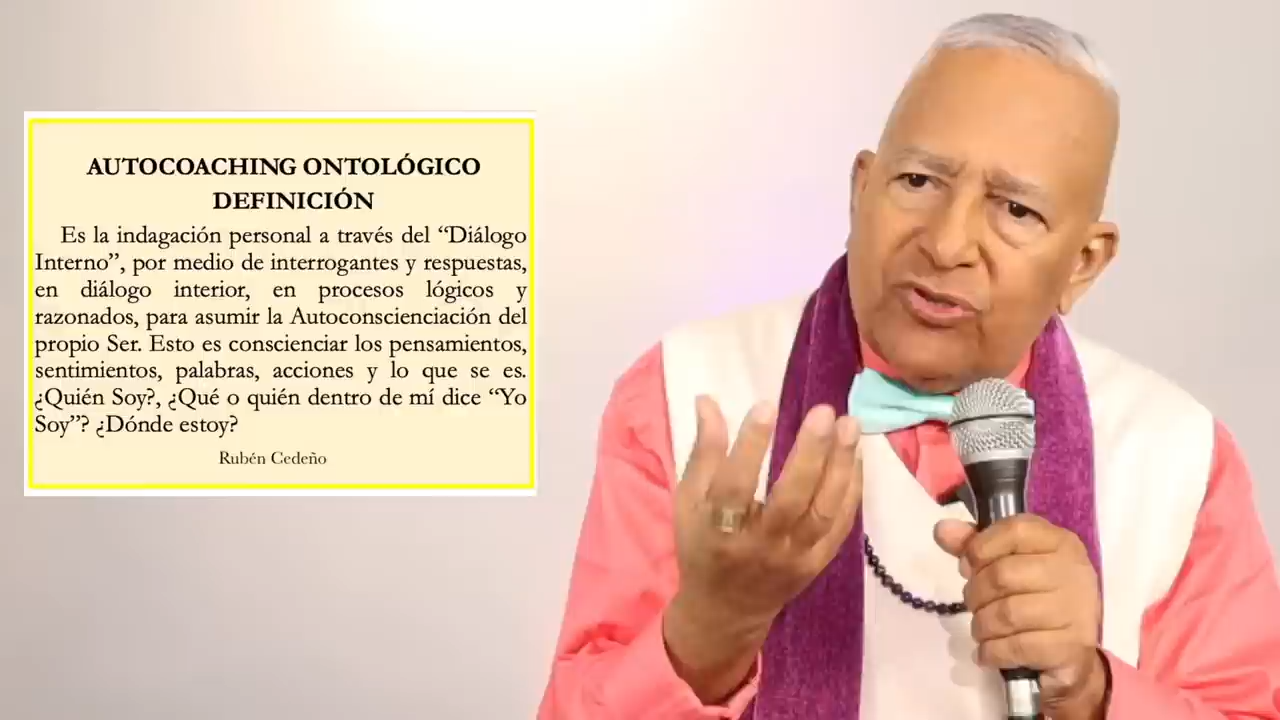 AUTOCOACHING ONTOLÓGICO
DEFINICIÓN
Es la indagación personal a través del “Diálogo
Interno”, por medio de interrogantes y respuestas,
en diálogo interior, en procesos lógicos y
razonados, para asumir la Autoconscienciación del
propio Ser. Esto es conscienciar los pensamientos,
sentimientos, palabras, acciones y lo que se es.
¿Quién Soy?, ¿Qué o quién dentro de mí dice “Yo
Soy”? ¿Dónde estoy?
Rubén Cedeño